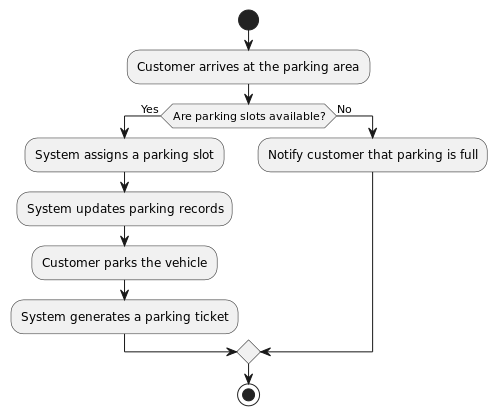 Customer arrives at the parking area
Are parking slots available?
Yes
No
System assigns a parking slot
Notify customer that parking is full
System updates parking records
Customer parks the vehicle
System generates a parking ticket